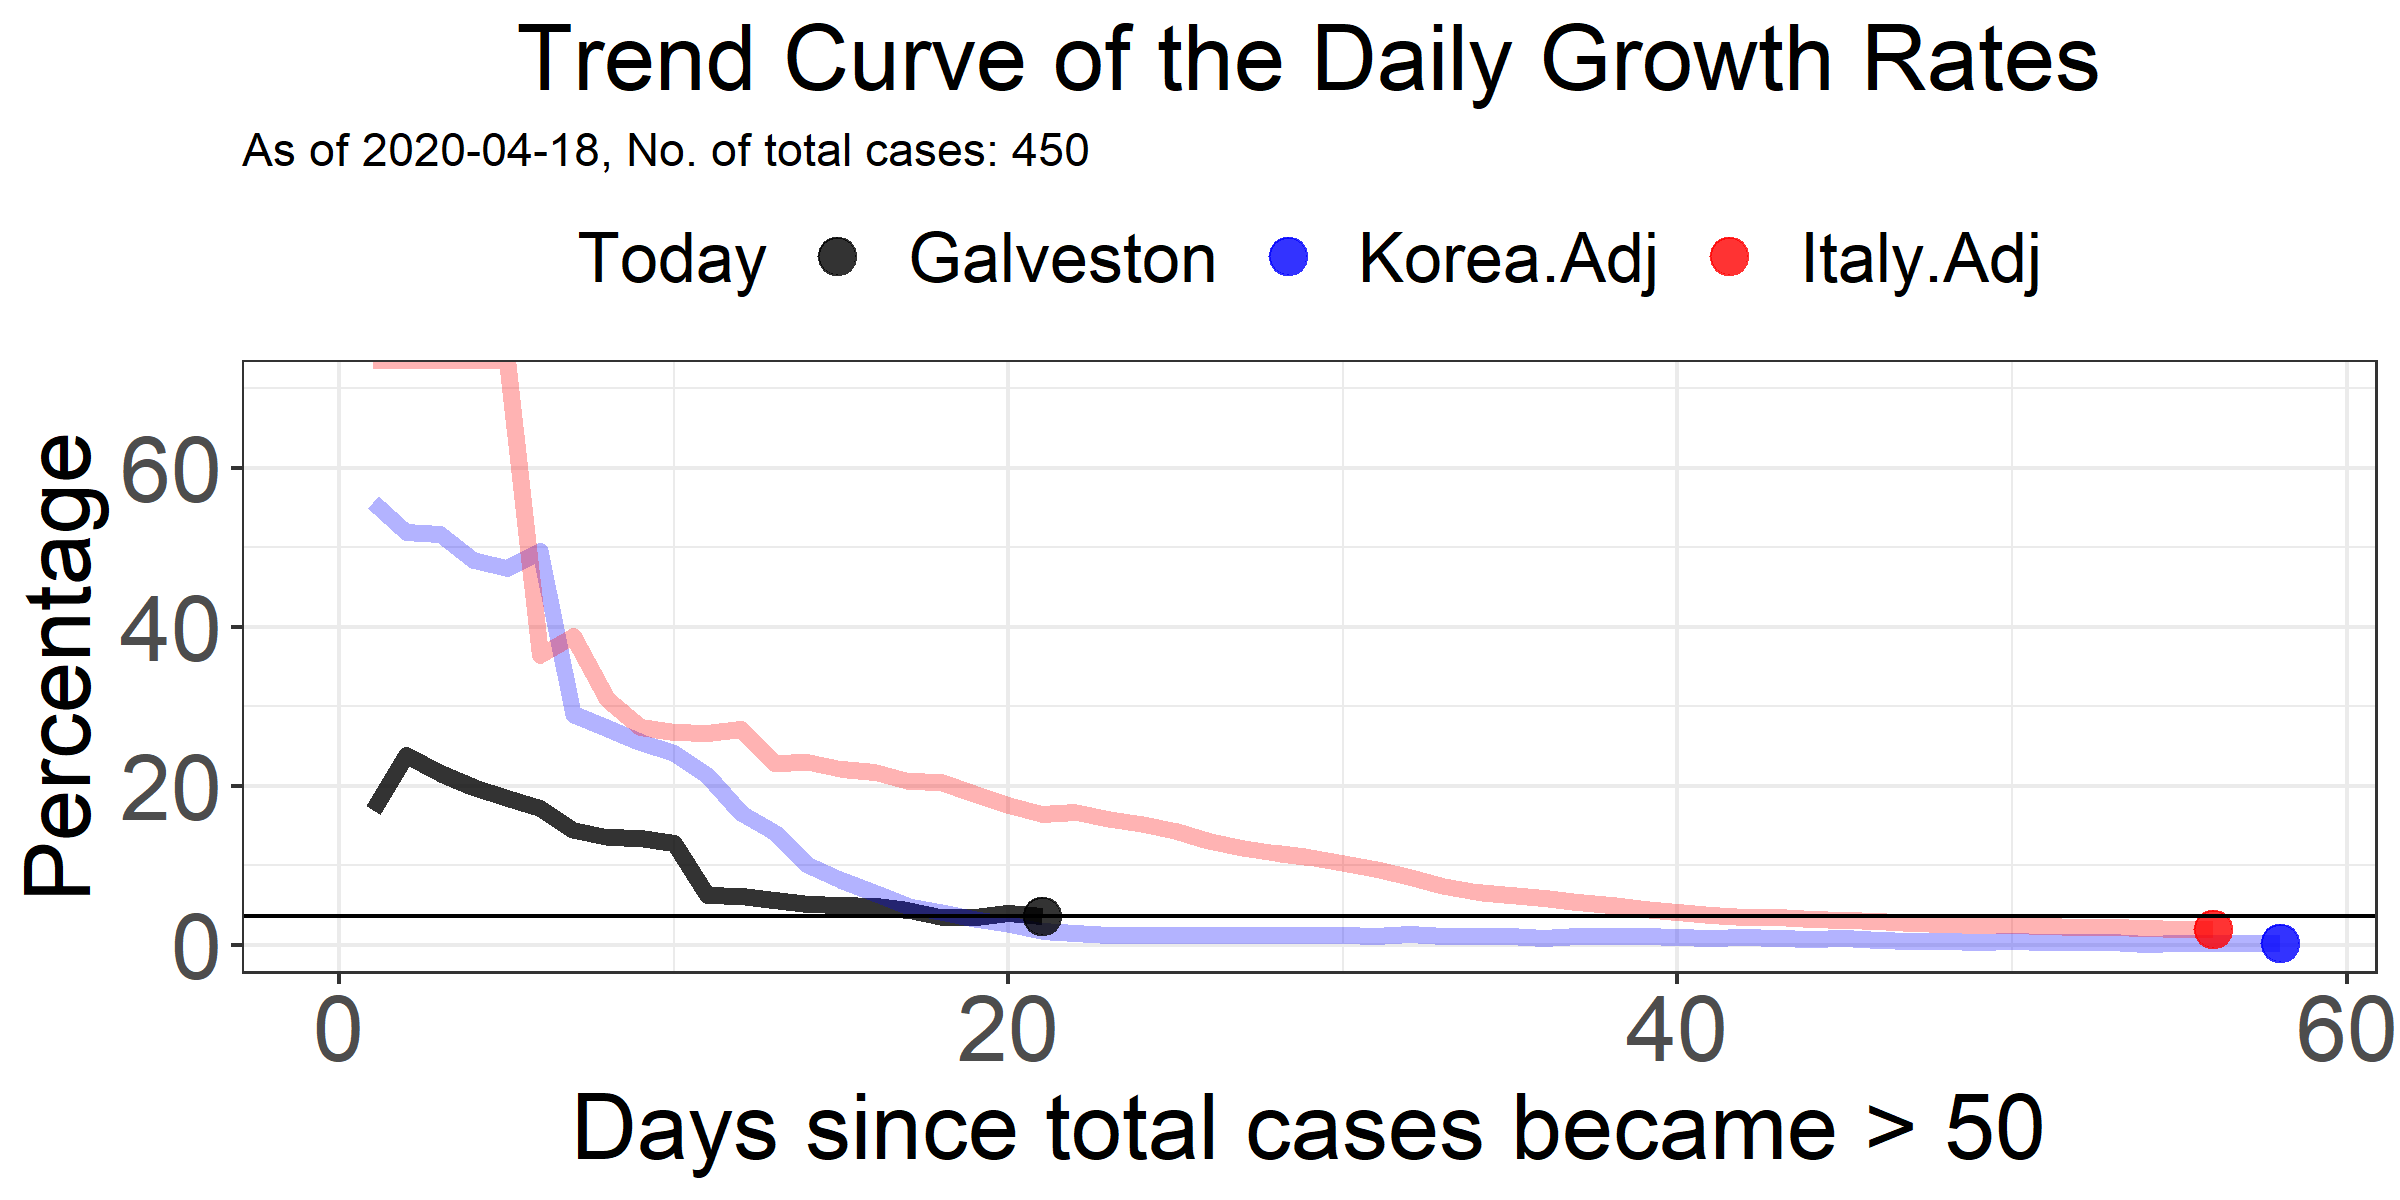 Trend Curve of the Daily Growth Rates
As of 2020-04-18, No. of total cases: 450
Today Galveston Korea.Adj Italy.Adj
Percentage
60
40
20
0
0 20 40 60
Days since total cases became > 50